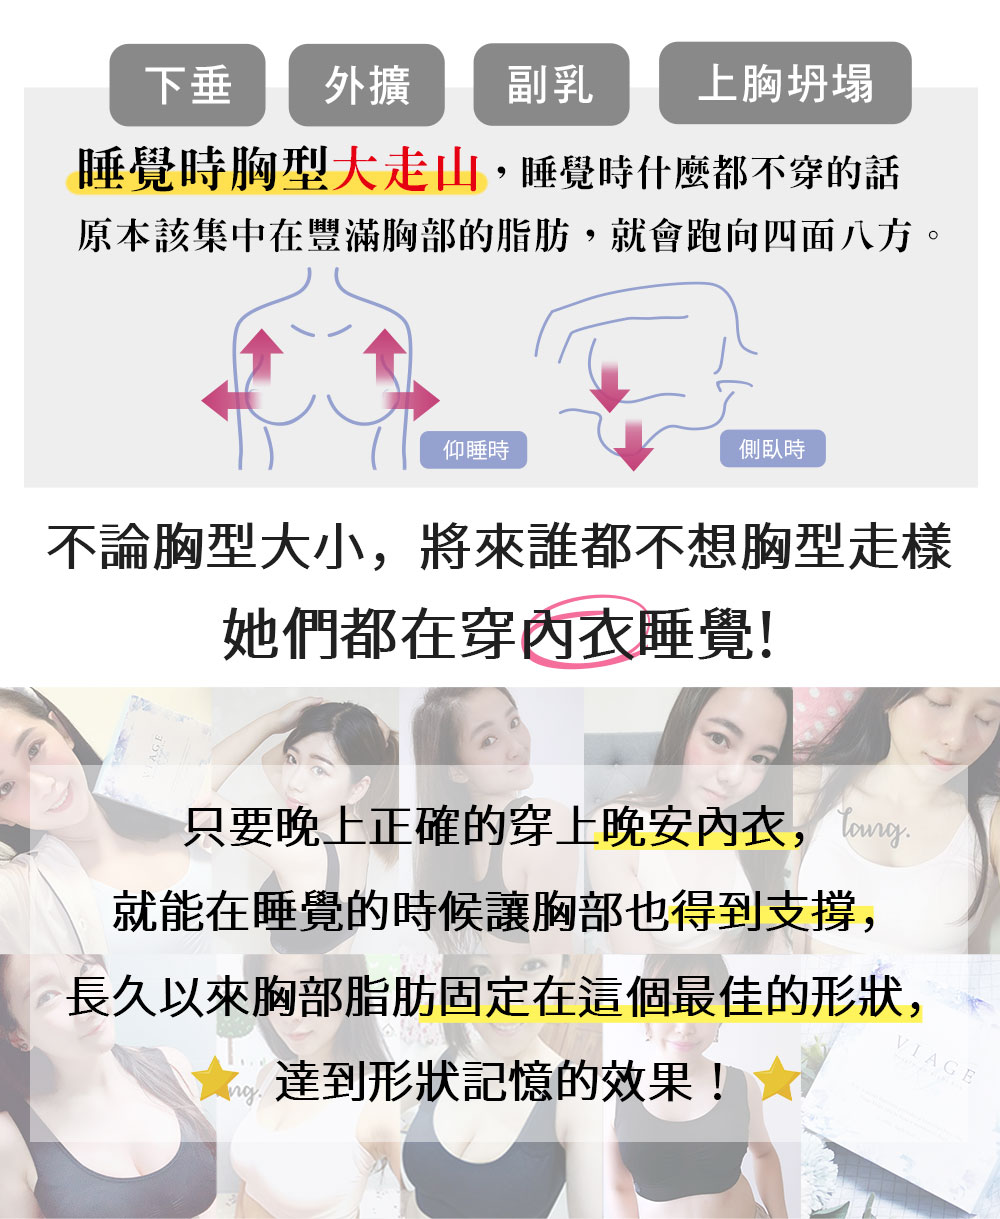 下垂 外擴 副乳 上胸坍塌
睡覺時胸型大走山，睡覺時什麼都不穿的話
原本該集中在豐滿胸部的脂肪，就會跑向四面八方。
仰睡時 側臥時
不論胸型大小，將來誰都不想胸型走樣
她們都在穿內衣睡覺！
VIAGE
lang.
只要晚上正確的穿上晚安內衣，
就能在睡覺的時候讓胸部也得到支撐，
長久以來胸部脂肪固定在這個最佳的形狀，
達到形狀記憶的效果！
VIAGE